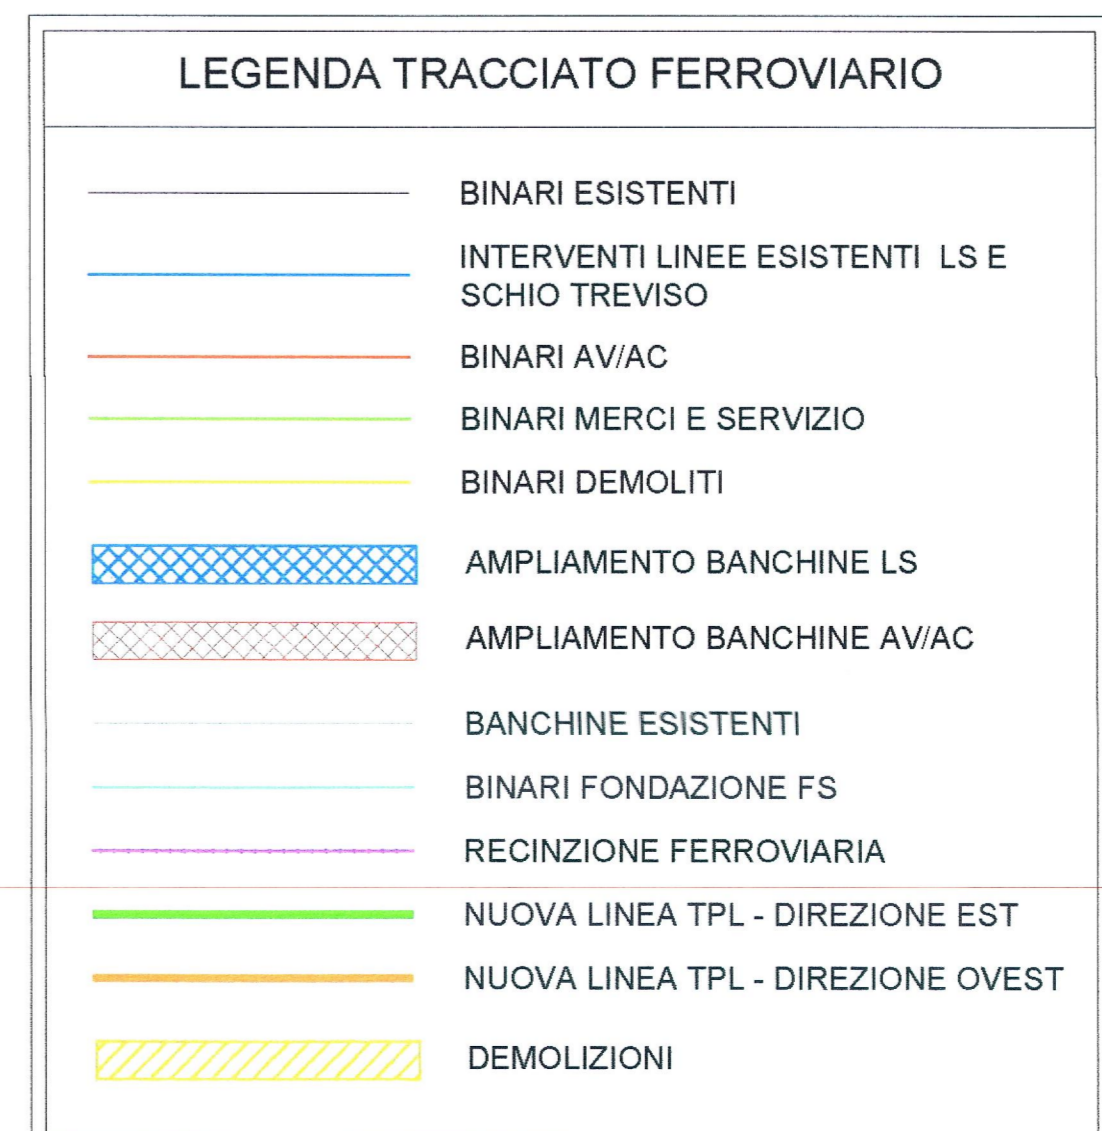 LEGENDA TRACCIATO FERROVIARIO
BINARI ESISTENTI
INTERVENTI LINEE ESISTENTI LS E
SCHIO TREVISO
BINARI AV/AC
BINARI MERCI E SERVIZIO
BINARI DEMOLITI
AMPLIAMENTO BANCHINE LS
AMPLIAMENTO BANCHINE AV/AC
BANCHINE ESISTENTI
BINARI FONDAZIONE FS
RECINZIONE FERROVIARIA
NUOVA LINEA TPL - DIREZIONE EST
NUOVA LINEA TPL - DIREZIONE OVEST
DEMOLIZIONI